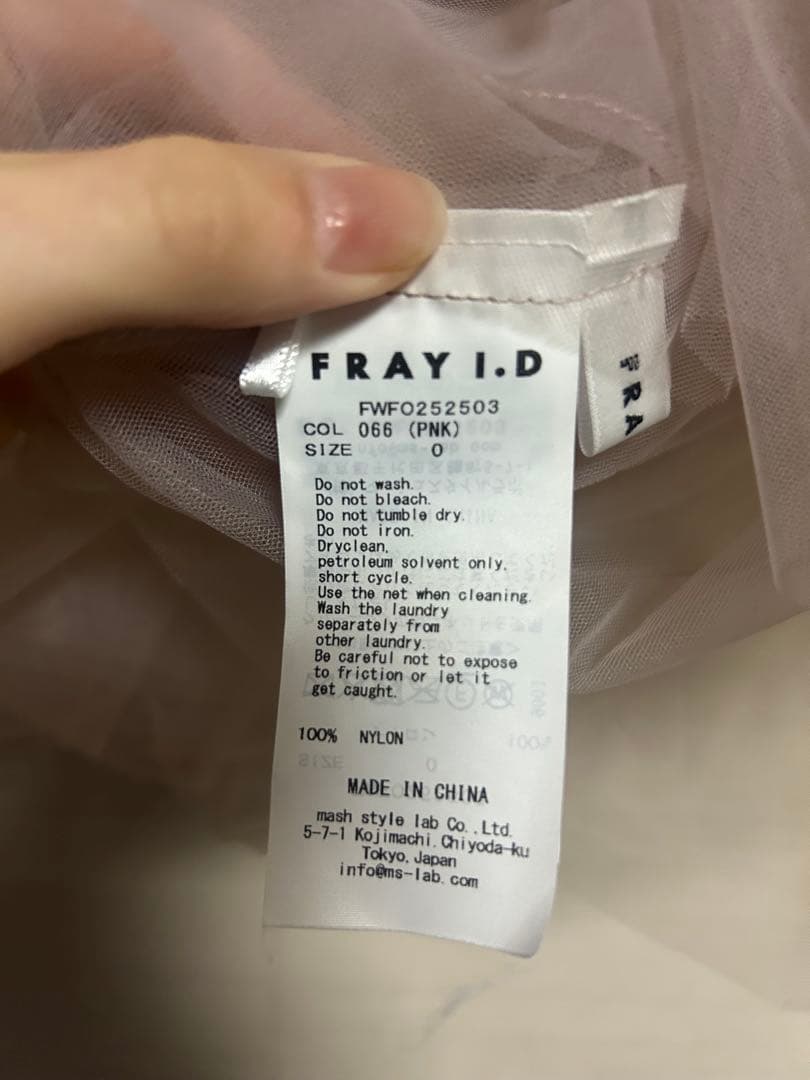 FRAY I.D
FRA
FWFO252503
COL 066 (PNK)
SIZE 0
Do not wash.
Do not bleach.
Do not tumble dry.
Do not iron.
Dryclean,
petroleum solvent only,
short cycle.
Use the net when cleaning.
Wash the laundry
separately from
other laundry.
Be careful not to expose
to friction or let it
get caught.
100% NYLON
MADE IN CHINA
mash style lab Co.,Ltd.
5-7-1 Kojimachi,Chiyoda-ku
Tokyo,Japan
info@ms-lab.com